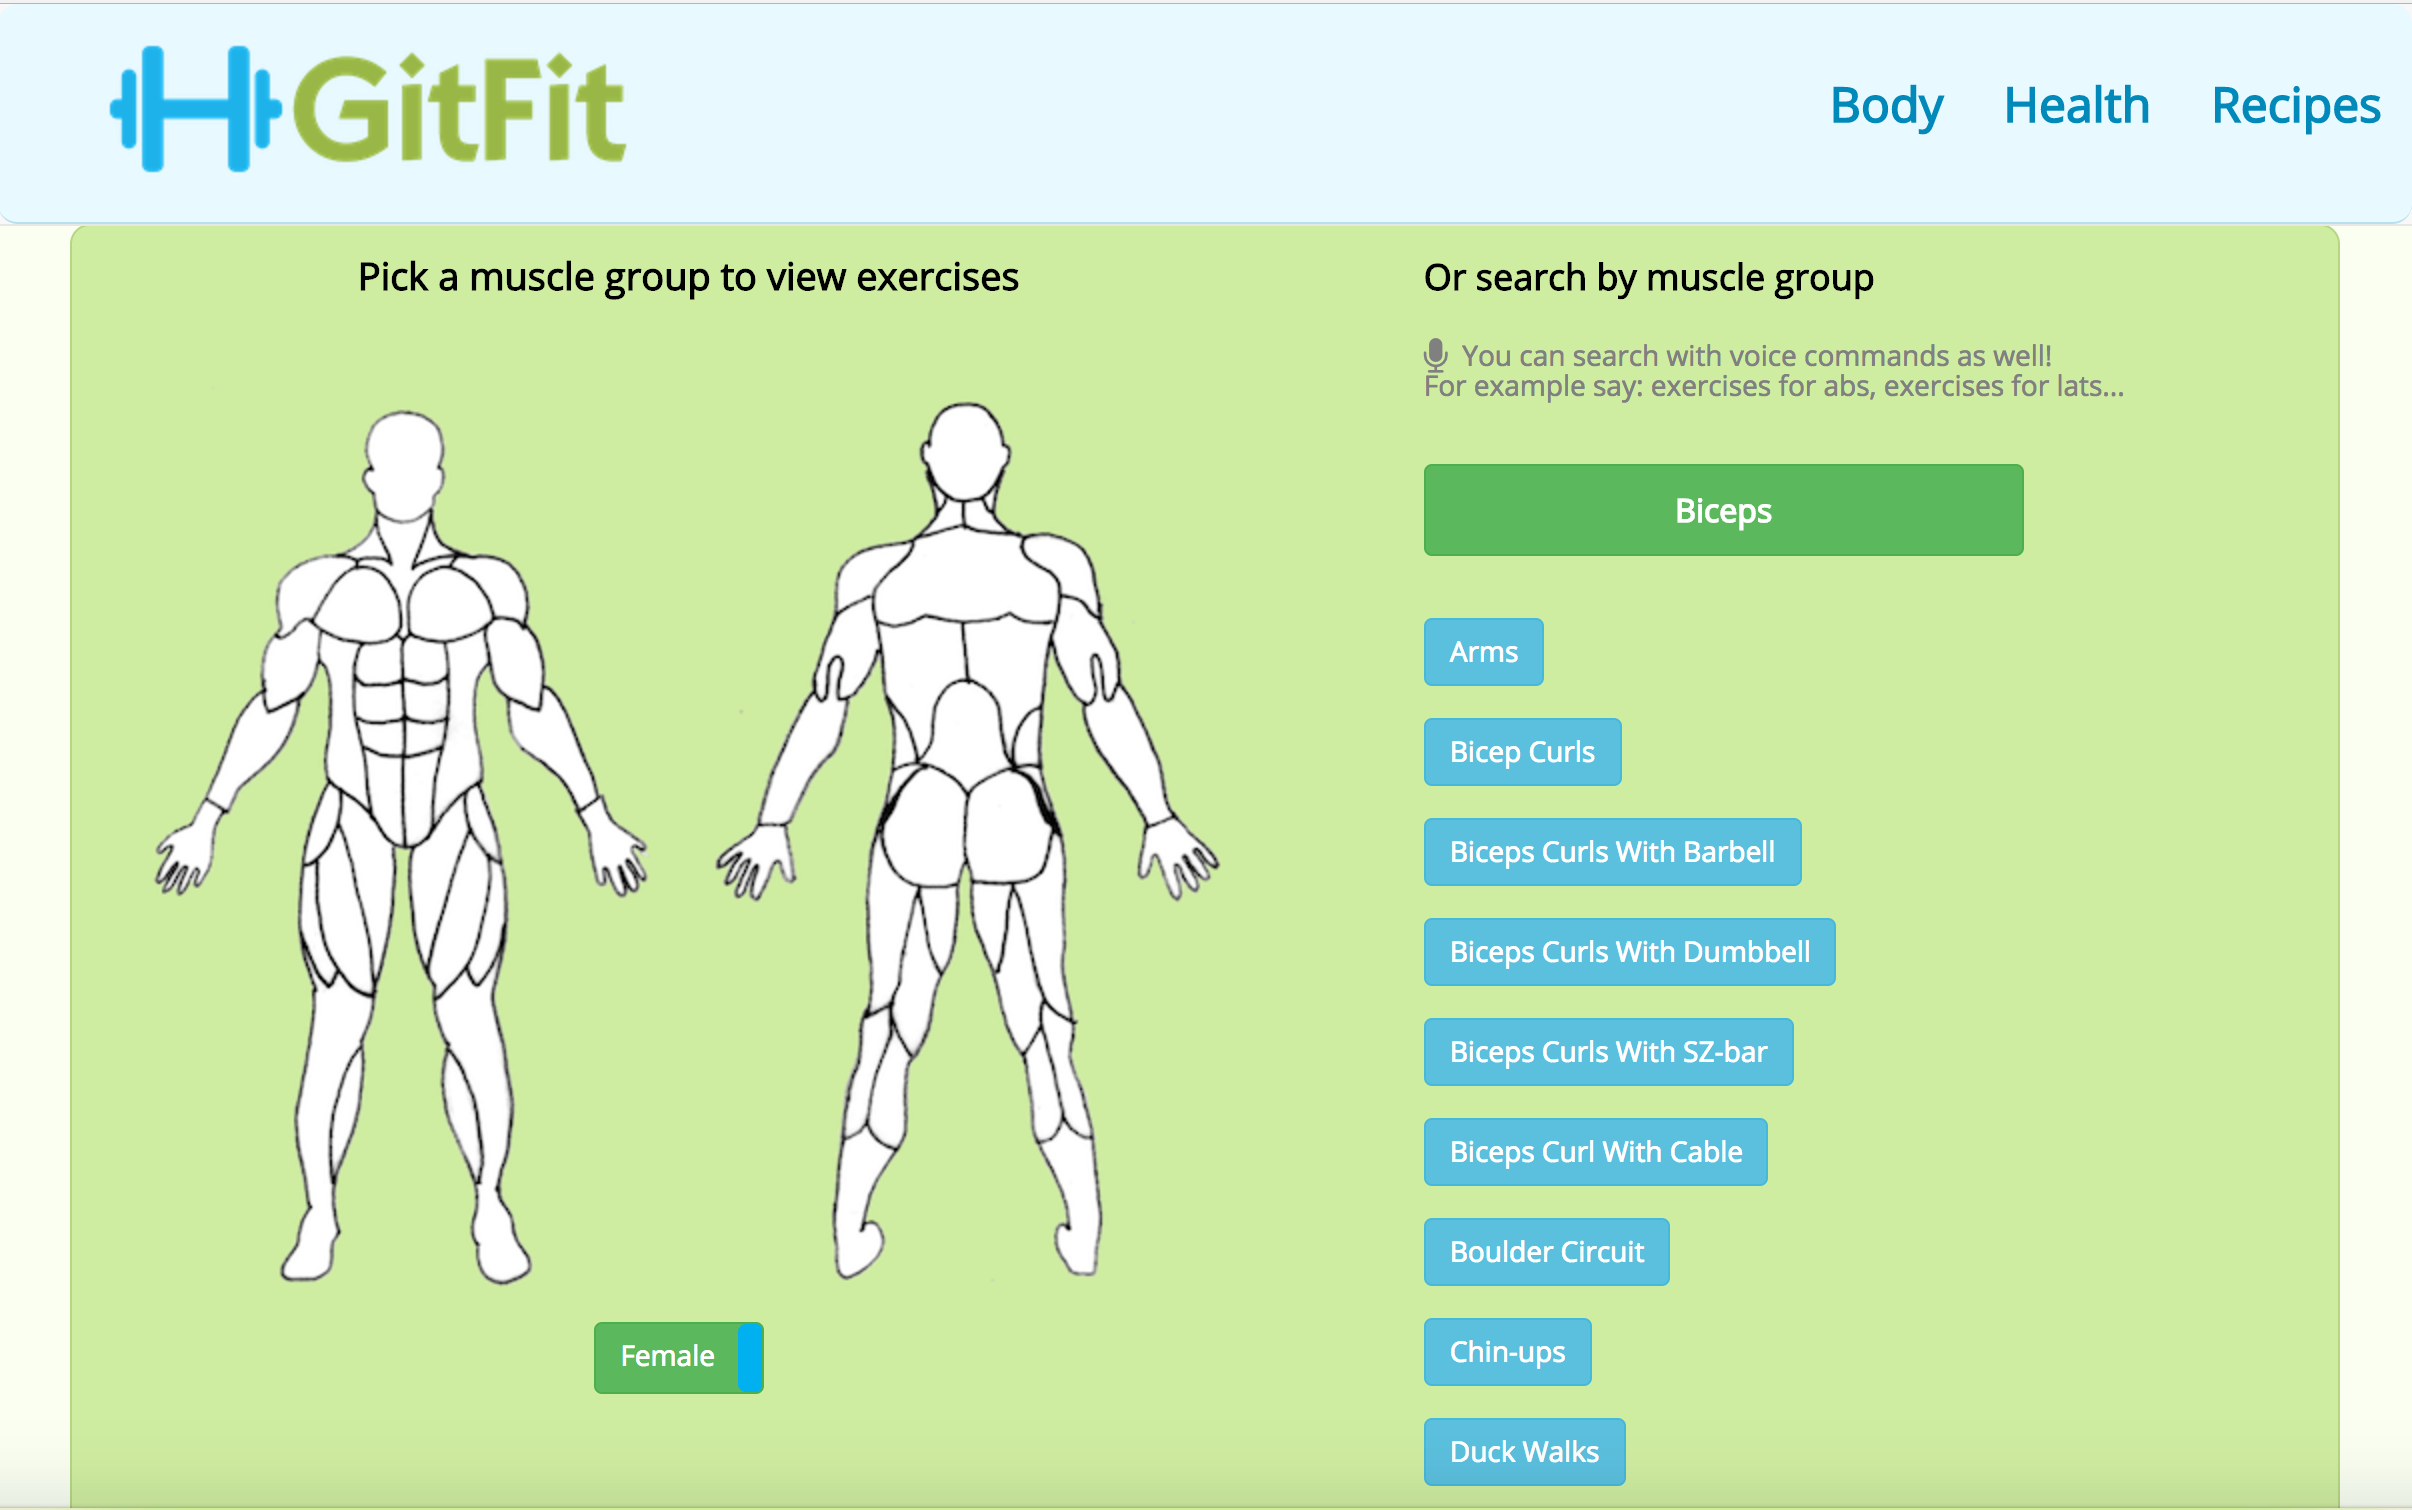 GitFit
Body Health Recipes
Pick a muscle group to view exercises
Or search by muscle group
You can search with voice commands as well!
For example say: exercises for abs, exercises for lats...
Biceps
Arms
Bicep Curls
Biceps Curls With Barbell
Biceps Curls With Dumbbell
Biceps Curls With SZ-bar
Biceps Curl With Cable
Boulder Circuit
Chin-ups
Duck Walks
Female